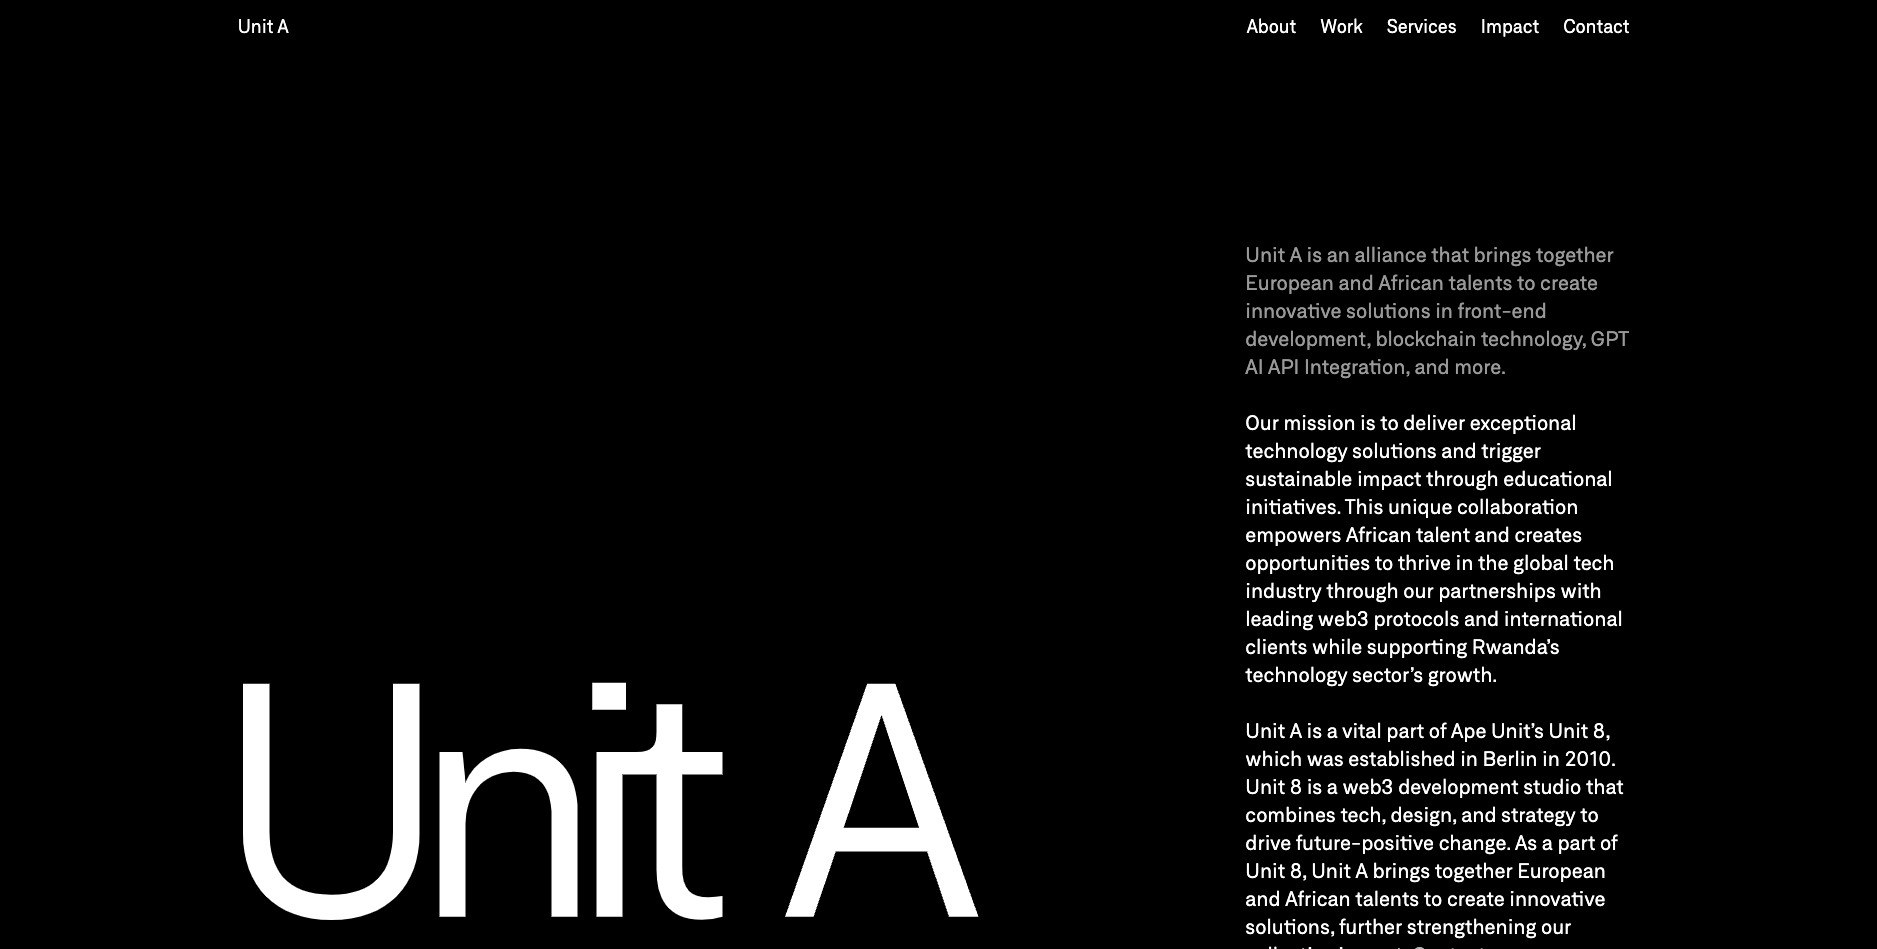 Unit A
About Work Services Impact Contact
Unit A is an alliance that brings together
European and African talents to create
innovative solutions in front-end
development, blockchain technology, GPT
AI API Integration, and more.
Our mission is to deliver exceptional
technology solutions and trigger
sustainable impact through educational
initiatives. This unique collaboration
empowers African talent and creates
opportunities to thrive in the global tech
industry through our partnerships with
leading web3 protocols and international
clients while supporting Rwanda’s
technology sector’s growth.
Unit A is a vital part of Ape Unit’s Unit 8,
which was established in Berlin in 2010.
Unit 8 is a web3 development studio that
combines tech, design, and strategy to
drive future-positive change. As a part of
Unit 8, Unit A brings together European
and African talents to create innovative
solutions, further strengthening our
Unit A